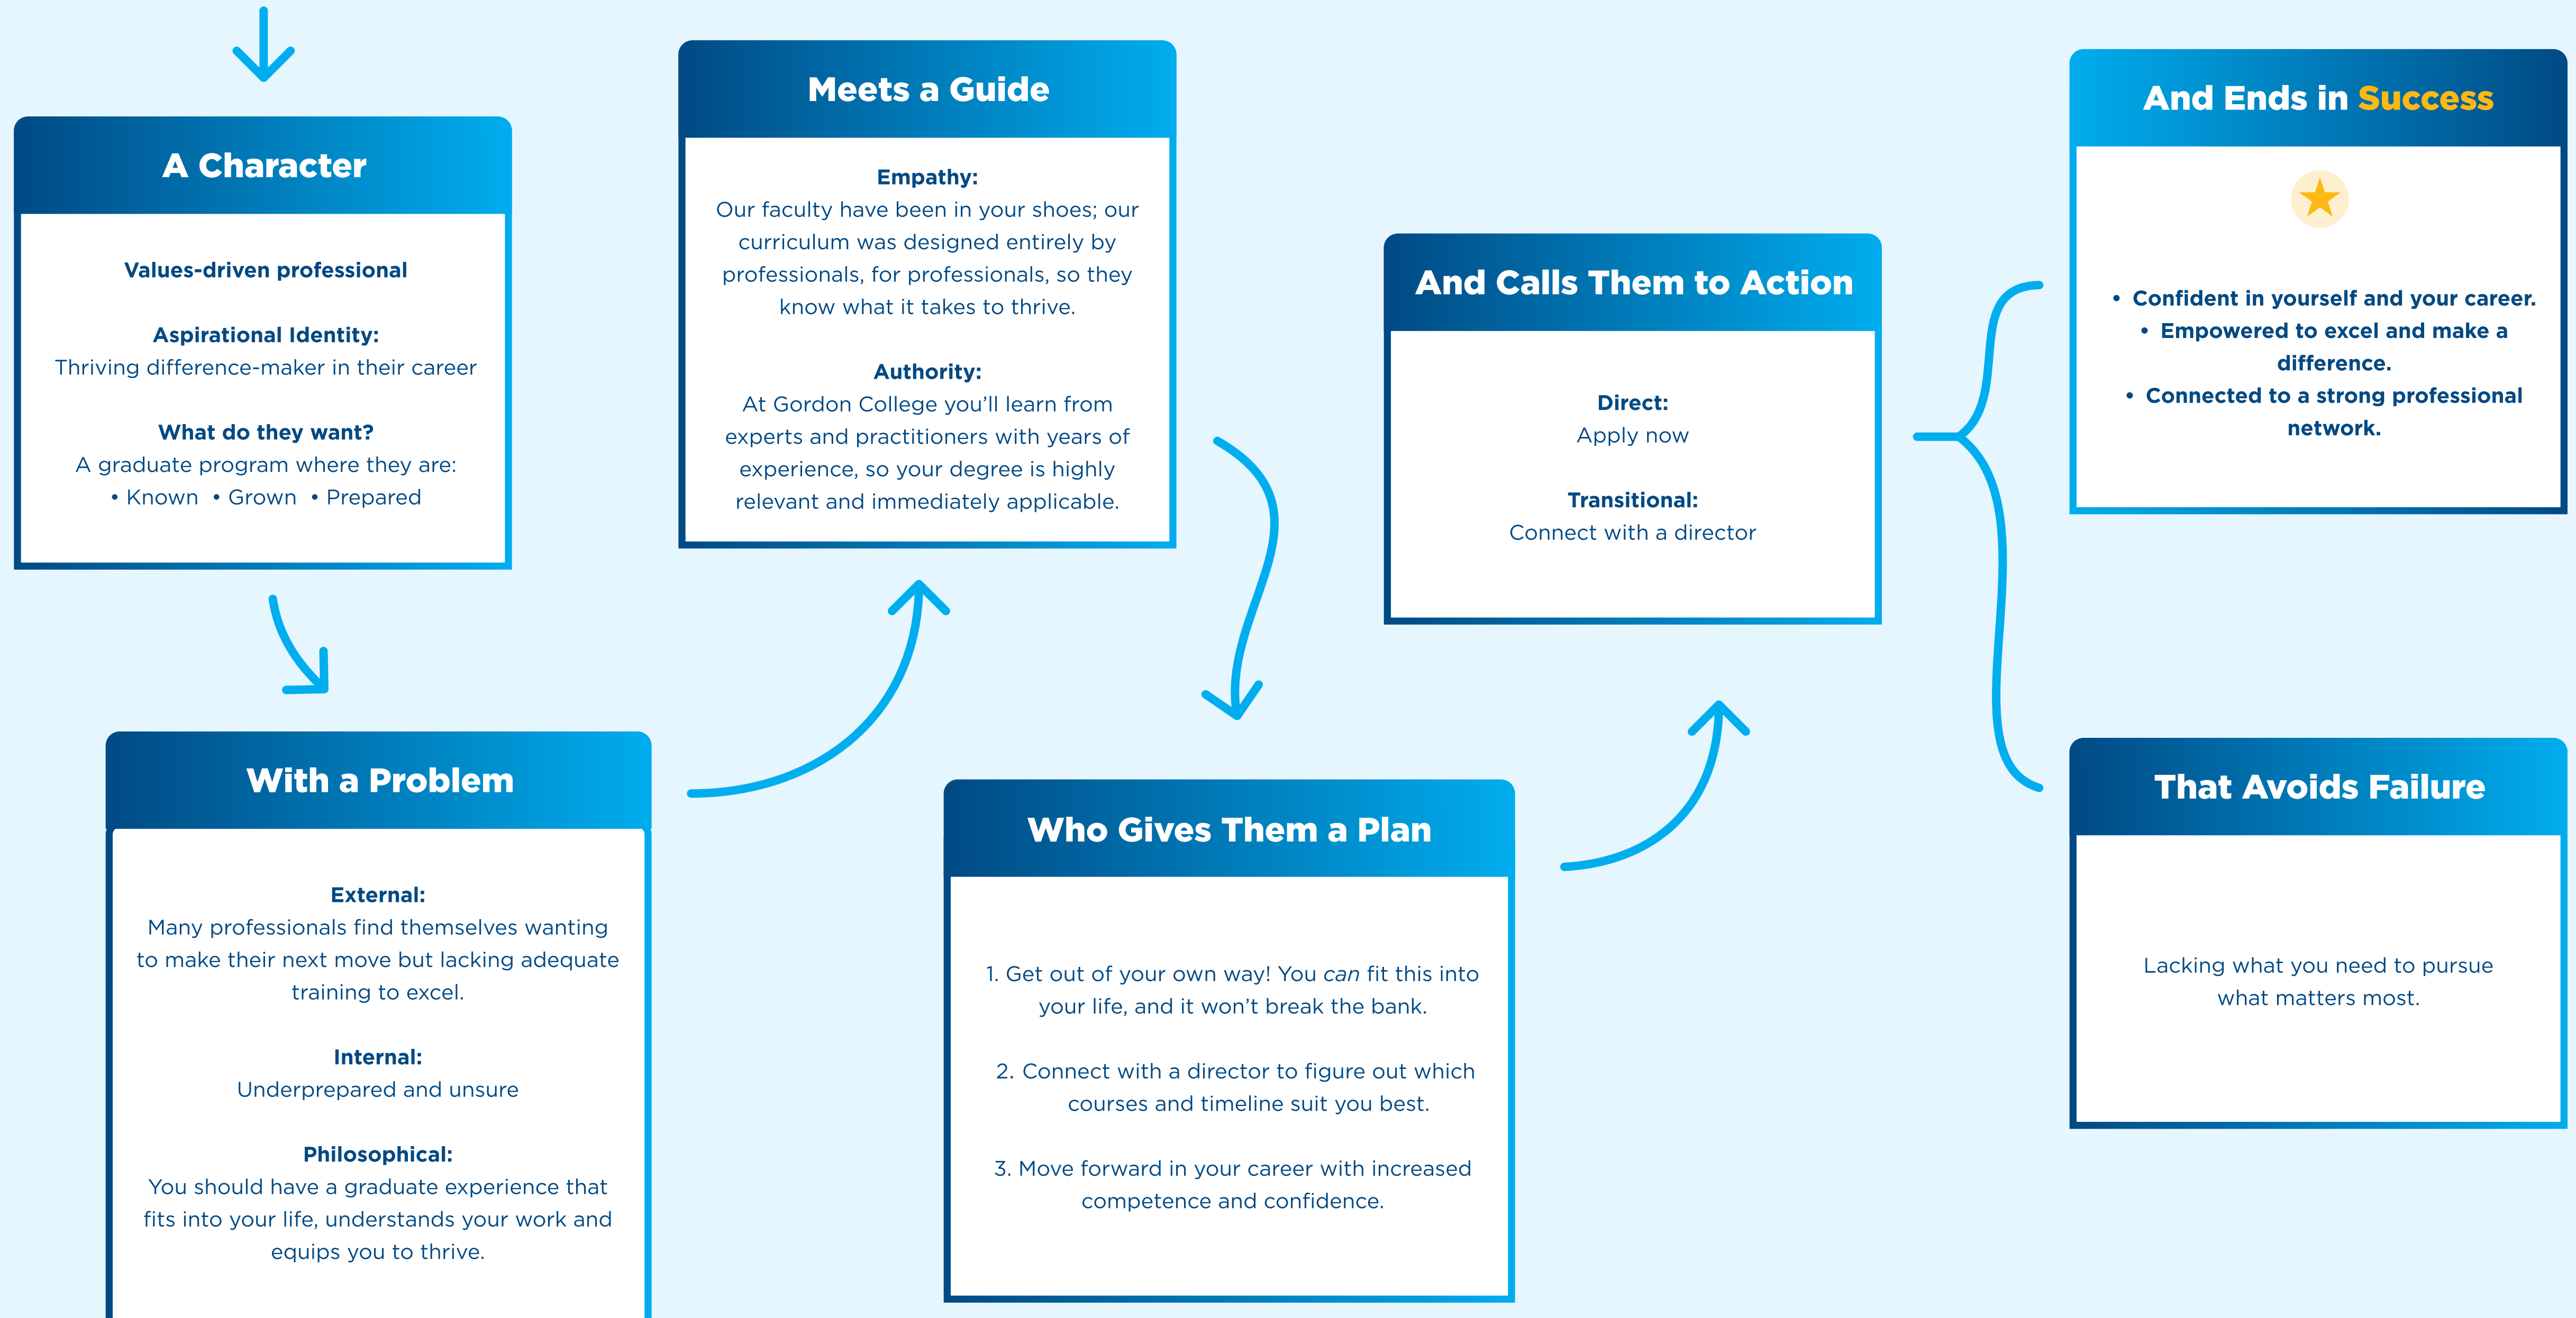 A Character
Values-driven professional
Aspirational Identity:
Thriving difference-maker in their career
What do they want?
A graduate program where they are:
• Known • Grown • Prepared
With a Problem
External:
Many professionals find themselves wanting
to make their next move but lacking adequate
training to excel.
Internal:
Underprepared and unsure
Philosophical:
You should have a graduate experience that
fits into your life, understands your work and
equips you to thrive.
Meets a Guide
Empathy:
Our faculty have been in your shoes; our
curriculum was designed entirely by
professionals, for professionals, so they
know what it takes to thrive.
Authority:
At Gordon College you’ll learn from
experts and practitioners with years of
experience, so your degree is highly
relevant and immediately applicable.
Who Gives Them a Plan
1. Get out of your own way! You can fit this into
your life, and it won’t break the bank.
2. Connect with a director to figure out which
courses and timeline suit you best.
3. Move forward in your career with increased
competence and confidence.
And Calls Them to Action
Direct:
Apply now
Transitional:
Connect with a director
And Ends in Success
• Confident in yourself and your career.
• Empowered to excel and make a
difference.
• Connected to a strong professional
network.
That Avoids Failure
Lacking what you need to pursue
what matters most.